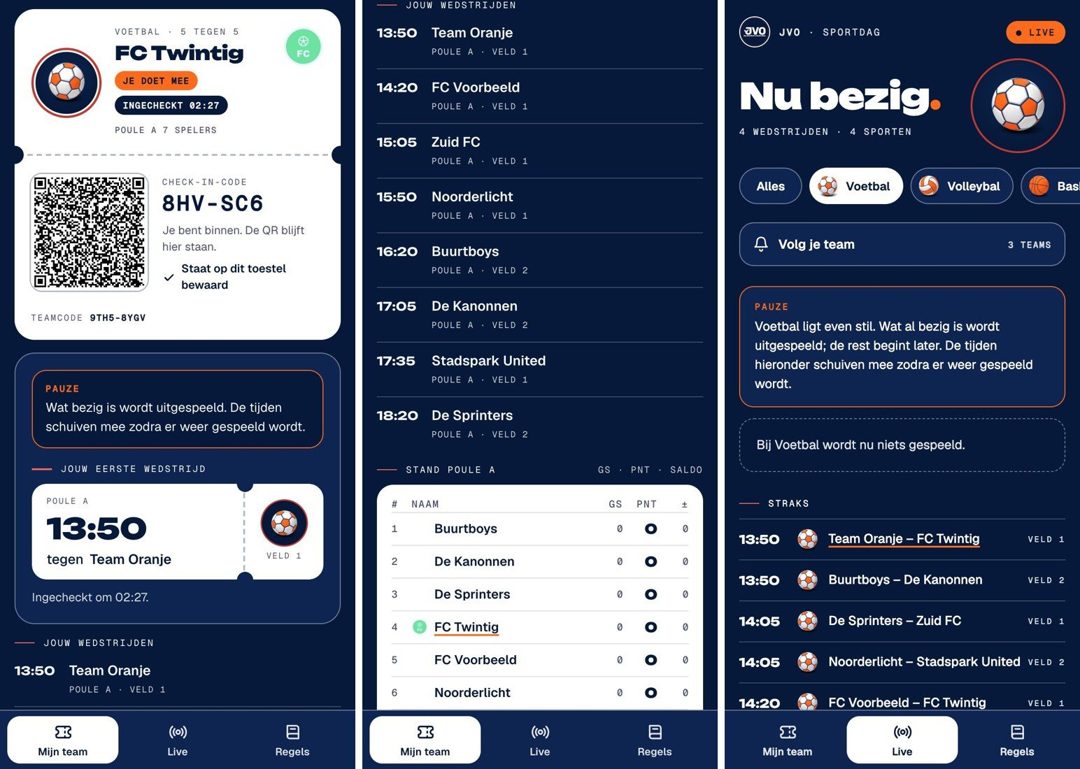 VOETBAL · 5 TEGEN 5
FC Twintig
FC
JE DOET MEE
INGECHECKT 02:27
POULE A 7 SPELERS
CHECK-IN-CODE
8HV-SC6
Je bent binnen. De QR blijft
hier staan.
Staat op dit toestel
bewaard
TEAMCODE 9TH5-8YGV
PAUZE
Wat bezig is wordt uitgespeeld. De tijden
schuiven mee zodra er weer gespeeld wordt.
JOUW EERSTE WEDSTRIJD
POULE A
13:50
tegen Team Oranje
VELD 1
Ingecheckt om 02:27.
JOUW WEDSTRIJDEN
13:50 Team Oranje
POULE A · VELD 1
Mijn team Live Regels
JOUW WEDSTRIJDEN
13:50 Team Oranje
POULE A · VELD 1
14:20 FC Voorbeeld
POULE A · VELD 1
15:05 Zuid FC
POULE A · VELD 1
15:50 Noorderlicht
POULE A · VELD 1
16:20 Buurtboys
POULE A · VELD 2
17:05 De Kanonnen
POULE A · VELD 2
17:35 Stadspark United
POULE A · VELD 1
18:20 De Sprinters
POULE A · VELD 2
STAND POULE A GS · PNT · SALDO
# NAAM GS PNT ±
1 Buurtboys 0 0 0
2 De Kanonnen 0 0 0
3 De Sprinters 0 0 0
4 FC Twintig 0 0 0
5 FC Voorbeeld 0 0 0
6 Noorderlicht 0 0 0
Mijn team Live Regels
JVO JVO · SPORTDAG
LIVE
Nu bezig.
4 WEDSTRIJDEN · 4 SPORTEN
Alles Voetbal Volleybal Bas
Volg je team 3 TEAMS
PAUZE
Voetbal ligt even stil. Wat al bezig is wordt
uitgespeeld; de rest begint later. De tijden
hieronder schuiven mee zodra er weer gespeeld
wordt.
Bij Voetbal wordt nu niets gespeeld.
STRAKS
13:50 Team Oranje – FC Twintig VELD 1
13:50 Buurtboys – De Kanonnen VELD 2
14:05 De Sprinters – Zuid FC VELD 1
14:05 Noorderlicht – Stadspark United VELD 2
14:20 FC Voorbeeld – FC Twintig VELD 1
Mijn team Live Regels